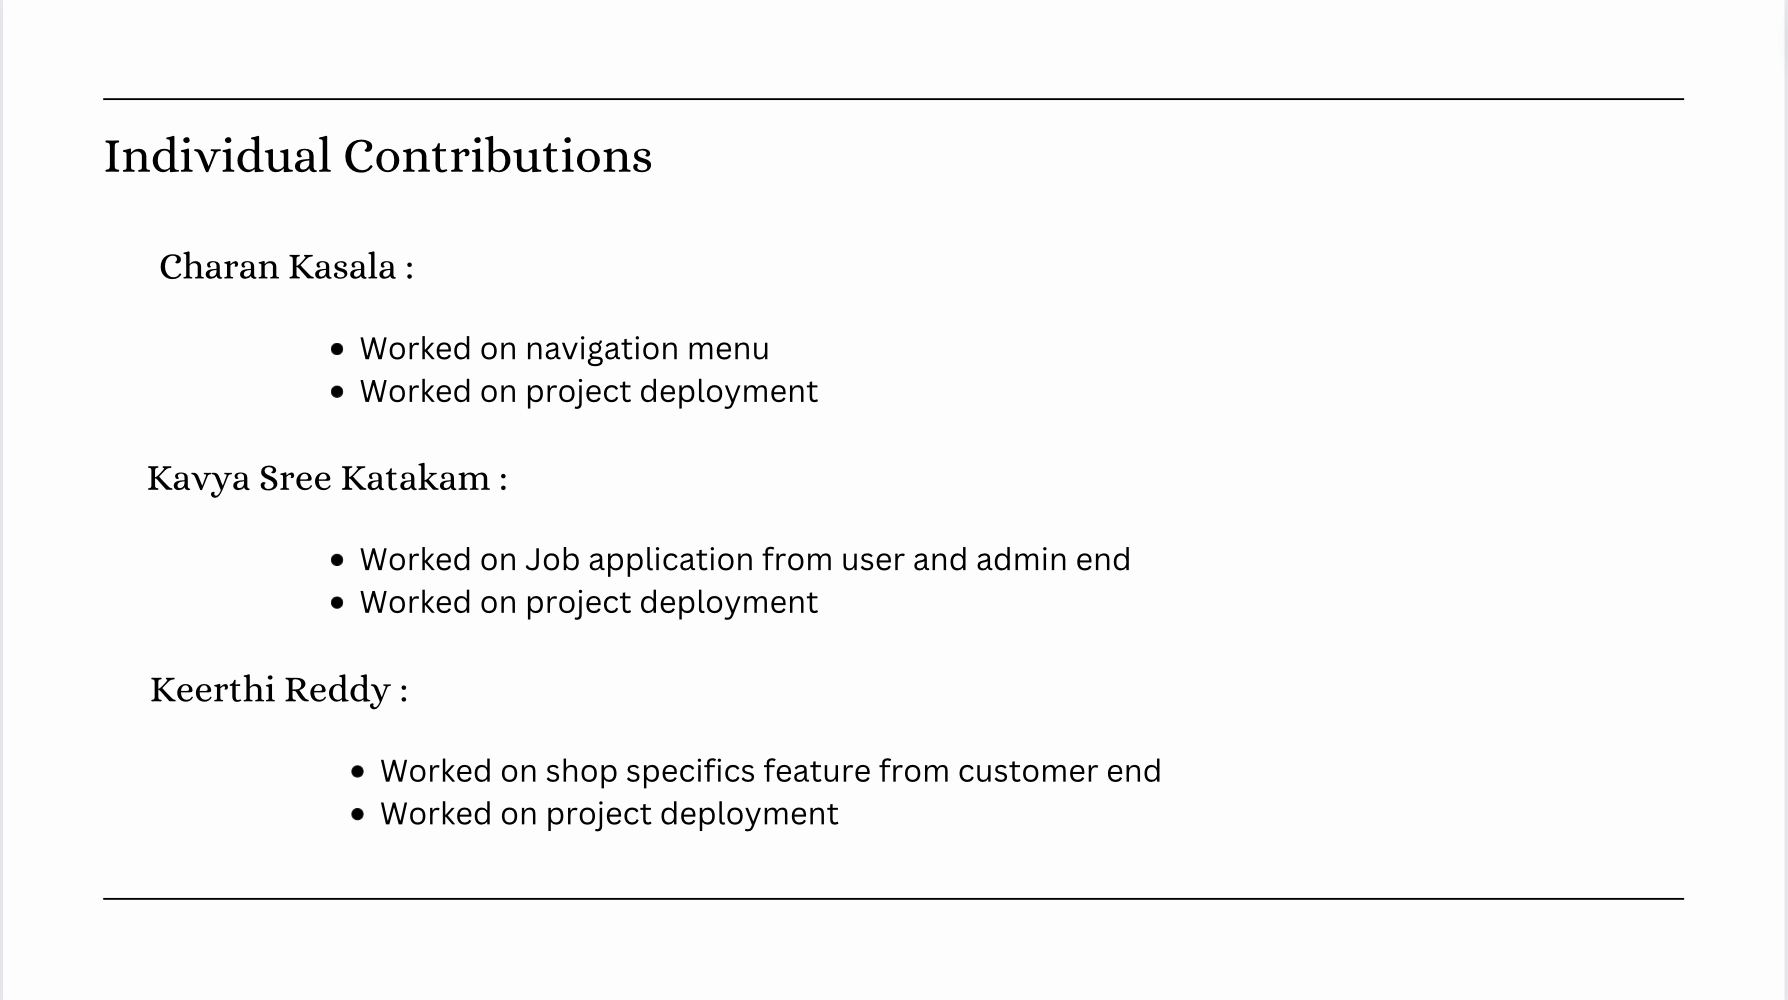 Individual Contributions
Charan Kasala :
• Worked on navigation menu
• Worked on project deployment
Kavya Sree Katakam :
• Worked on Job application from user and admin end
• Worked on project deployment
Keerthi Reddy :
• Worked on shop specifics feature from customer end
• Worked on project deployment